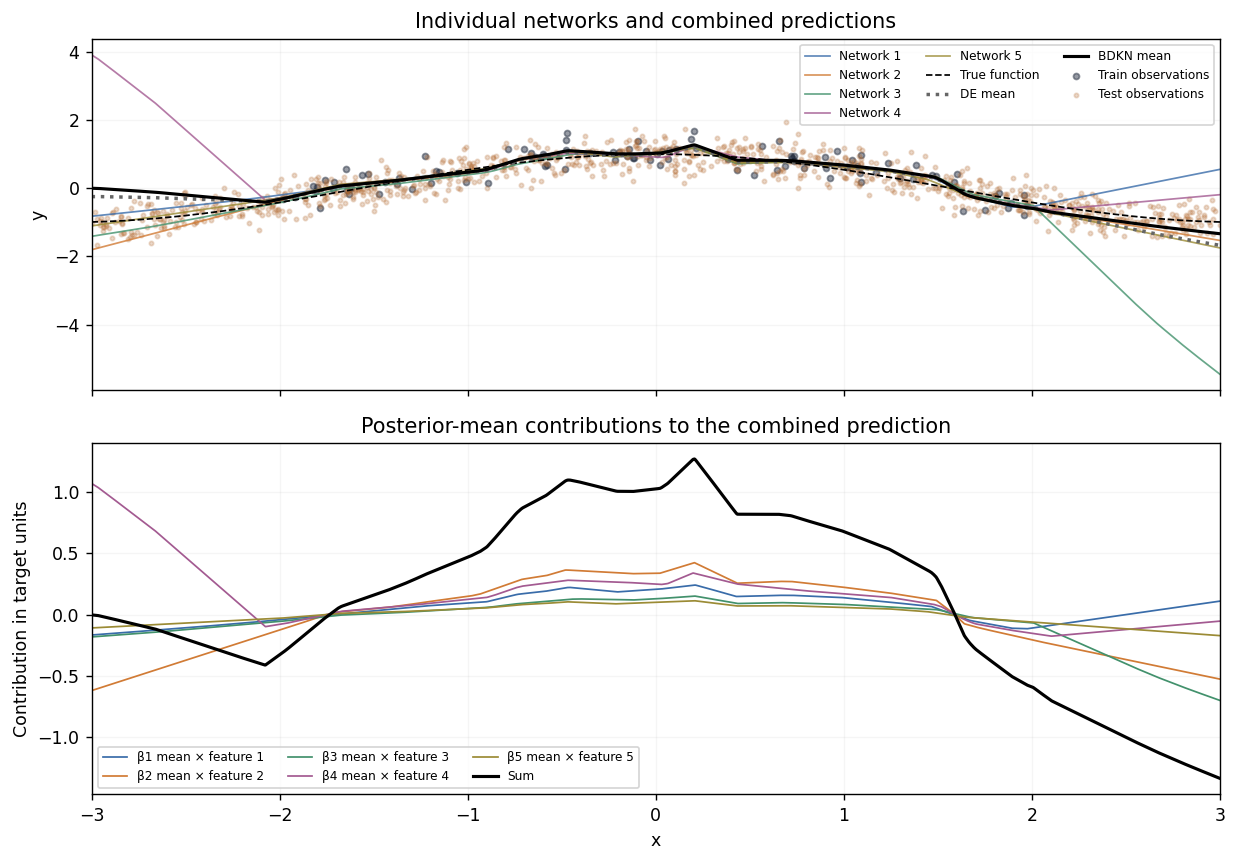 Individual networks and combined predictions
4
2
0
−2
−4
y
Network 1
Network 2
Network 3
Network 4
Network 5
True function
DE mean
BDKN mean
Train observations
Test observations
Posterior-mean contributions to the combined prediction
1.0
0.5
0.0
−0.5
−1.0
Contribution in target units
β1 mean × feature 1
β2 mean × feature 2
β3 mean × feature 3
β4 mean × feature 4
β5 mean × feature 5
Sum
−3 −2 −1 0 1 2 3
x